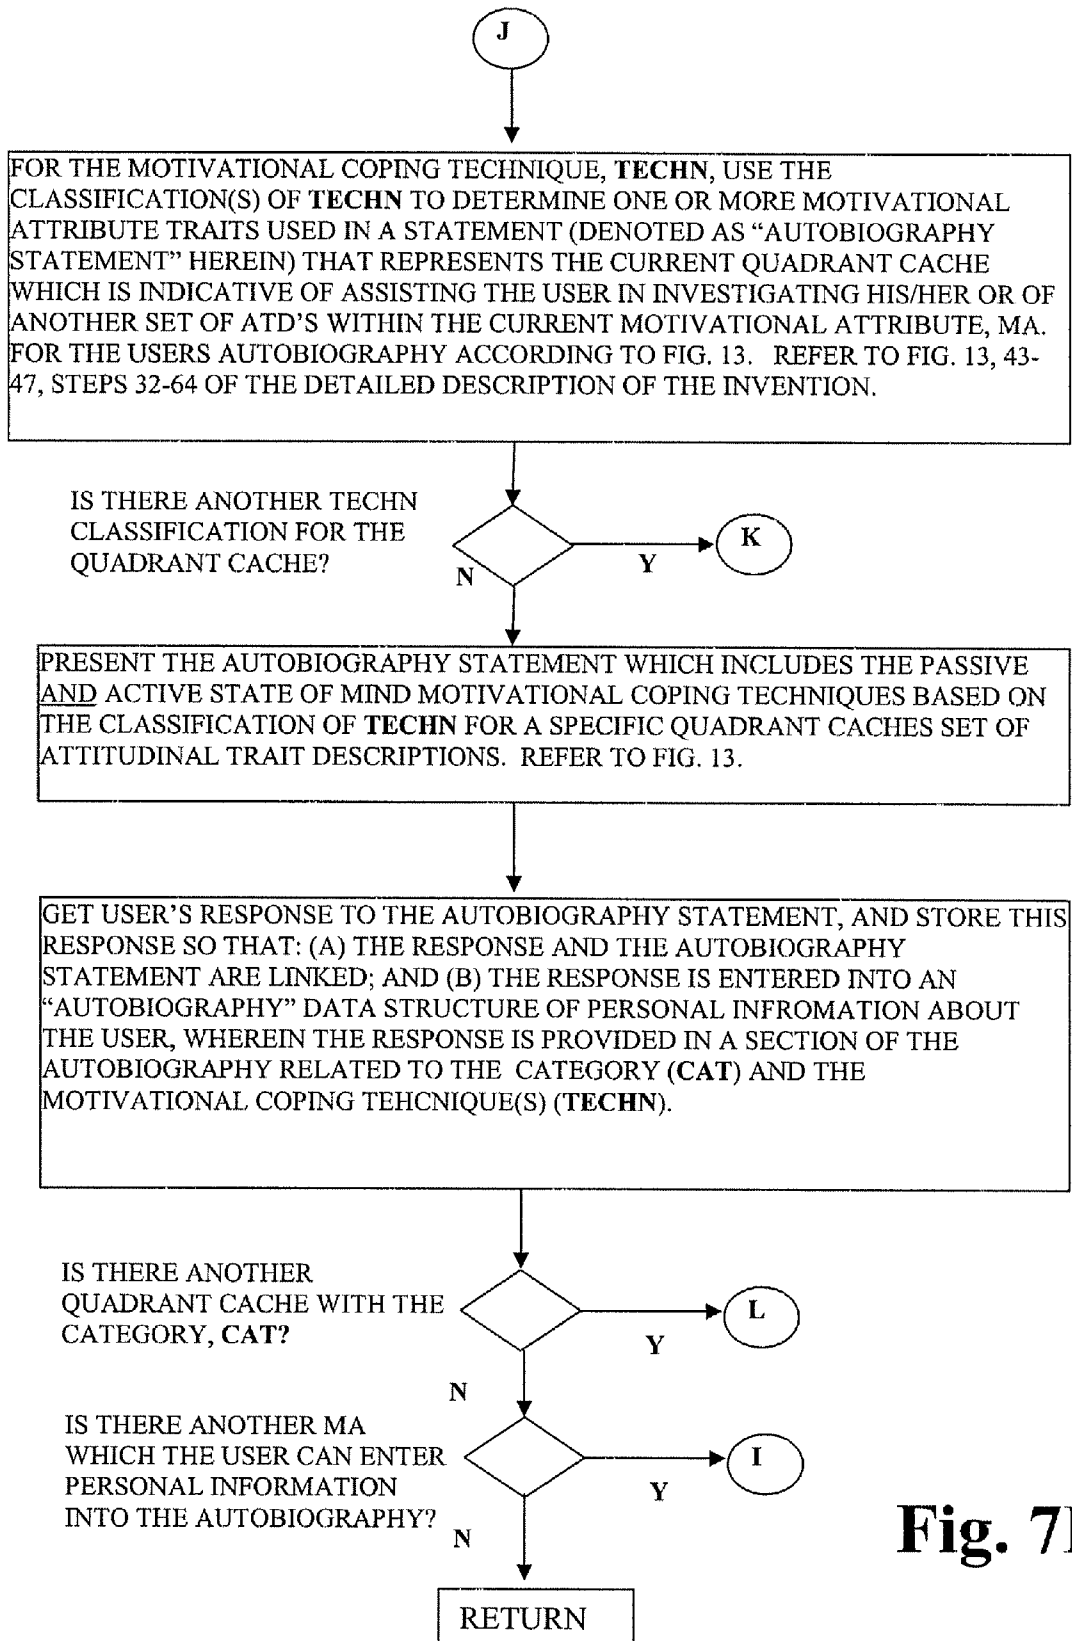 J
FOR THE MOTIVATIONAL COPING TECHNIQUE, TECHN, USE THE
CLASSIFICATION(S) OF TECHN TO DETERMINE ONE OR MORE MOTIVATIONAL
ATTRIBUTE TRAITS USED IN A STATEMENT (DENOTED AS “AUTOBIOGRAPHY
STATEMENT” HEREIN) THAT REPRESENTS THE CURRENT QUADRANT CACHE
WHICH IS INDICATIVE OF ASSISTING THE USER IN INVESTIGATING HIS/HER OR OF
ANOTHER SET OF ATD'S WITHIN THE CURRENT MOTIVATIONAL ATTRIBUTE, MA.
FOR THE USERS AUTOBIOGRAPHY ACCORDING TO FIG. 13. REFER TO FIG. 13, 43-
47, STEPS 32-64 OF THE DETAILED DESCRIPTION OF THE INVENTION.
IS THERE ANOTHER TECHN
CLASSIFICATION FOR THE
QUADRANT CACHE?
K
N
Y
PRESENT THE AUTOBIOGRAPHY STATEMENT WHICH INCLUDES THE PASSIVE
AND ACTIVE STATE OF MIND MOTIVATIONAL COPING TECHNIQUES BASED ON
THE CLASSIFICATION OF TECHN FOR A SPECIFIC QUADRANT CACHES SET OF
ATTITUDINAL TRAIT DESCRIPTIONS. REFER TO FIG. 13.
GET USER'S RESPONSE TO THE AUTOBIOGRAPHY STATEMENT, AND STORE THIS
RESPONSE SO THAT: (A) THE RESPONSE AND THE AUTOBIOGRAPHY
STATEMENT ARE LINKED; AND (B) THE RESPONSE IS ENTERED INTO AN
“AUTOBIOGRAPHY” DATA STRUCTURE OF PERSONAL INFROMATION ABOUT
THE USER, WHEREIN THE RESPONSE IS PROVIDED IN A SECTION OF THE
AUTOBIOGRAPHY RELATED TO THE CATEGORY (CAT) AND THE
MOTIVATIONAL COPING TEHCNIQUE(S) (TECHN).
IS THERE ANOTHER
QUADRANT CACHE WITH THE
CATEGORY, CAT?
L
Y
N
IS THERE ANOTHER MA
WHICH THE USER CAN ENTER
PERSONAL INFORMATION
INTO THE AUTOBIOGRAPHY?
I
Y
N
Fig.
RETURN